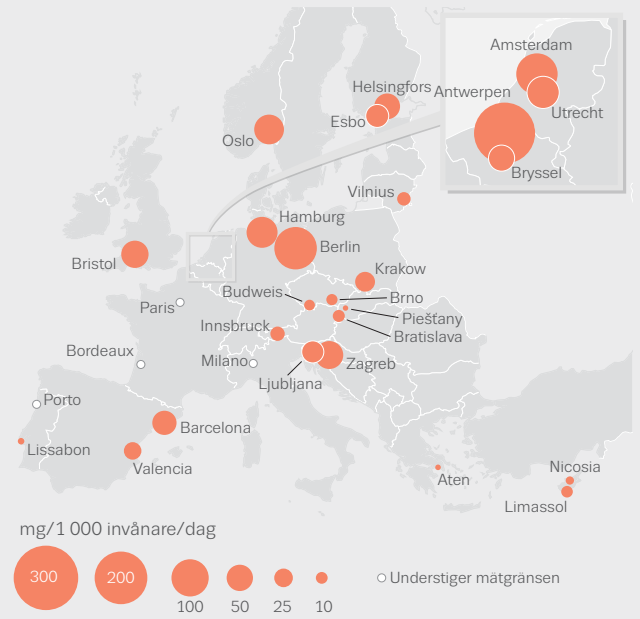 Amsterdam
Helsingfors
Antwerpen
Utrecht
Esbo
Oslo
Bryssel
Vilnius
Hamburg
Berlin
Bristol
Krakow
Budweis
Brno
Paris
Piešťany
Innsbruck
Bratislava
Bordeaux
Milano
Zagreb
Ljubljana
Porto
Barcelona
Lissabon
Valencia
Nicosia
Aten
Limassol
mg/1 000 invånare/dag
300
200
100
50
25
10
Understiger mätgränsen